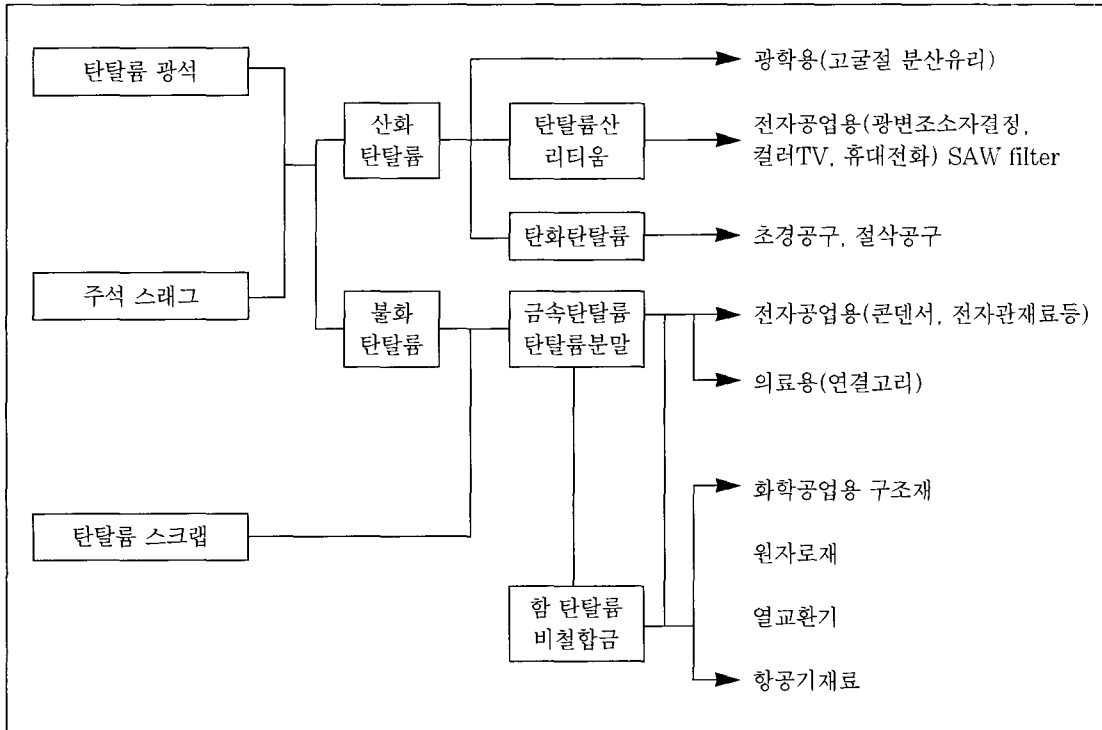 탄탈륨 광석
주석 스래그
탄탈륨 스크랩
산화
탄탈륨
불화
탄탈륨
탄탈륨산
리티움
탄화탄탈륨
금속탄탈륨
탄탈륨분말
함 탄탈륨
비철합금
광학용(고굴절 분산유리)
전자공업용(광변조소자결정,
컬러TV, 휴대전화) SAW filter
초경공구, 절삭공구
전자공업용(콘덴서, 전자관재료등)
의료용(연결고리)
화학공업용 구조재
원자로재
열교환기
항공기재료